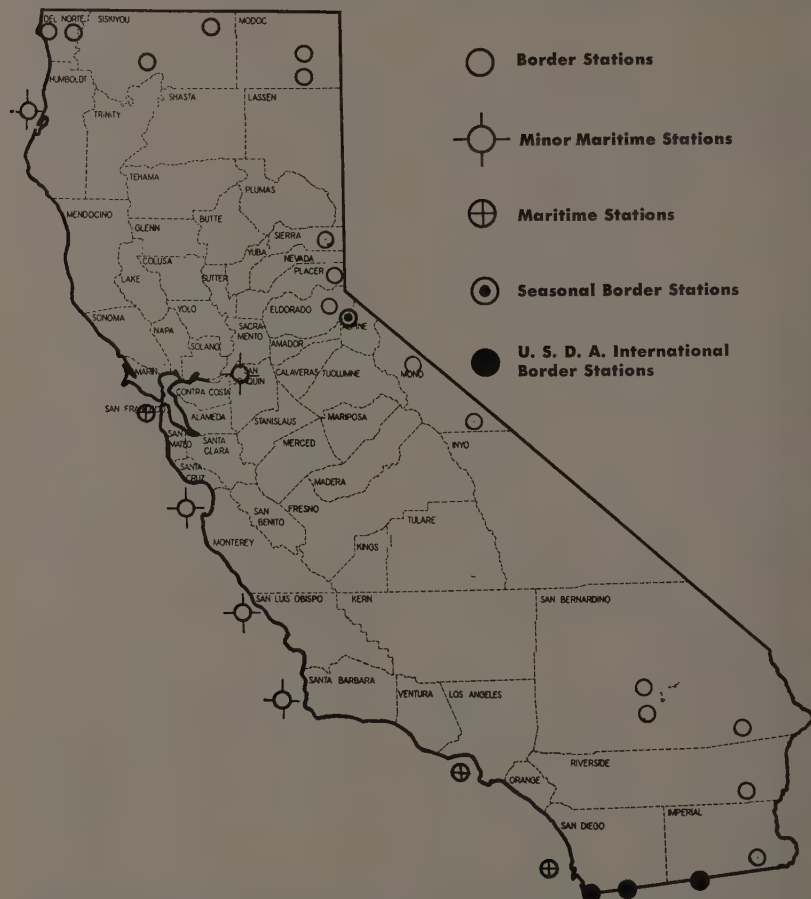 DEL NORTE
SISKIYOU
MODOC
HUMBOLDT
TRINITY
SHASTA
LASSEN
TEHAMA
PLUMAS
MENDOCINO
GLENN
BUTTE
SIERRA
YUBA
NEVADA
COLUSA
PLACER
LAKE
SUTTER
SONOMA
YOLO
ELDORADO
NAPA
SACRA-
MENTO
ALPINE
SOLANO
AMADOR
MARIN
SAN
JOAQUIN
CALAVERAS
TUOLUMNE
MONO
CONTRA COSTA
SAN FRANCISCO
ALAMEDA
STANISLAUS
MARIPOSA
SANTA
MATEO
SANTA
CLARA
MERCED
INYO
SANTA
CRUZ
MADERA
SAN
BENITO
FRESNO
TULARE
MONTEREY
KINGS
SAN LUIS OBISPO
KERN
SAN BERNARDINO
SANTA BARBARA
VENTURA
LOS ANGELES
RIVERSIDE
ORANGE
SAN DIEGO
IMPERIAL
Border Stations
Minor Maritime Stations
Maritime Stations
Seasonal Border Stations
U. S. D. A. International
Border Stations